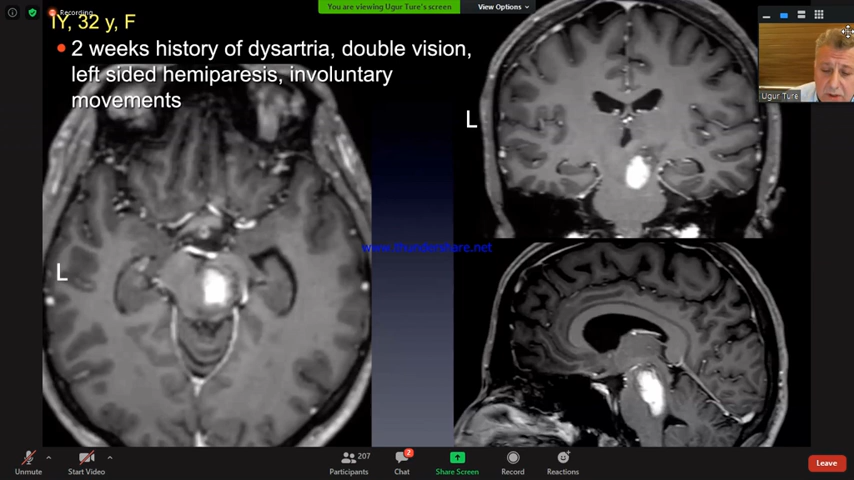 Recording
You are viewing Ugur Ture's screen
View Options
IY, 32 y, F
2 weeks history of dysartria, double vision,
left sided hemiparesis, involuntary
movements
L
L
Ugur Ture
www.thundershare.net
Unmute
Start Video
207
Participants
2
Chat
Share Screen
Record
Reactions
Leave